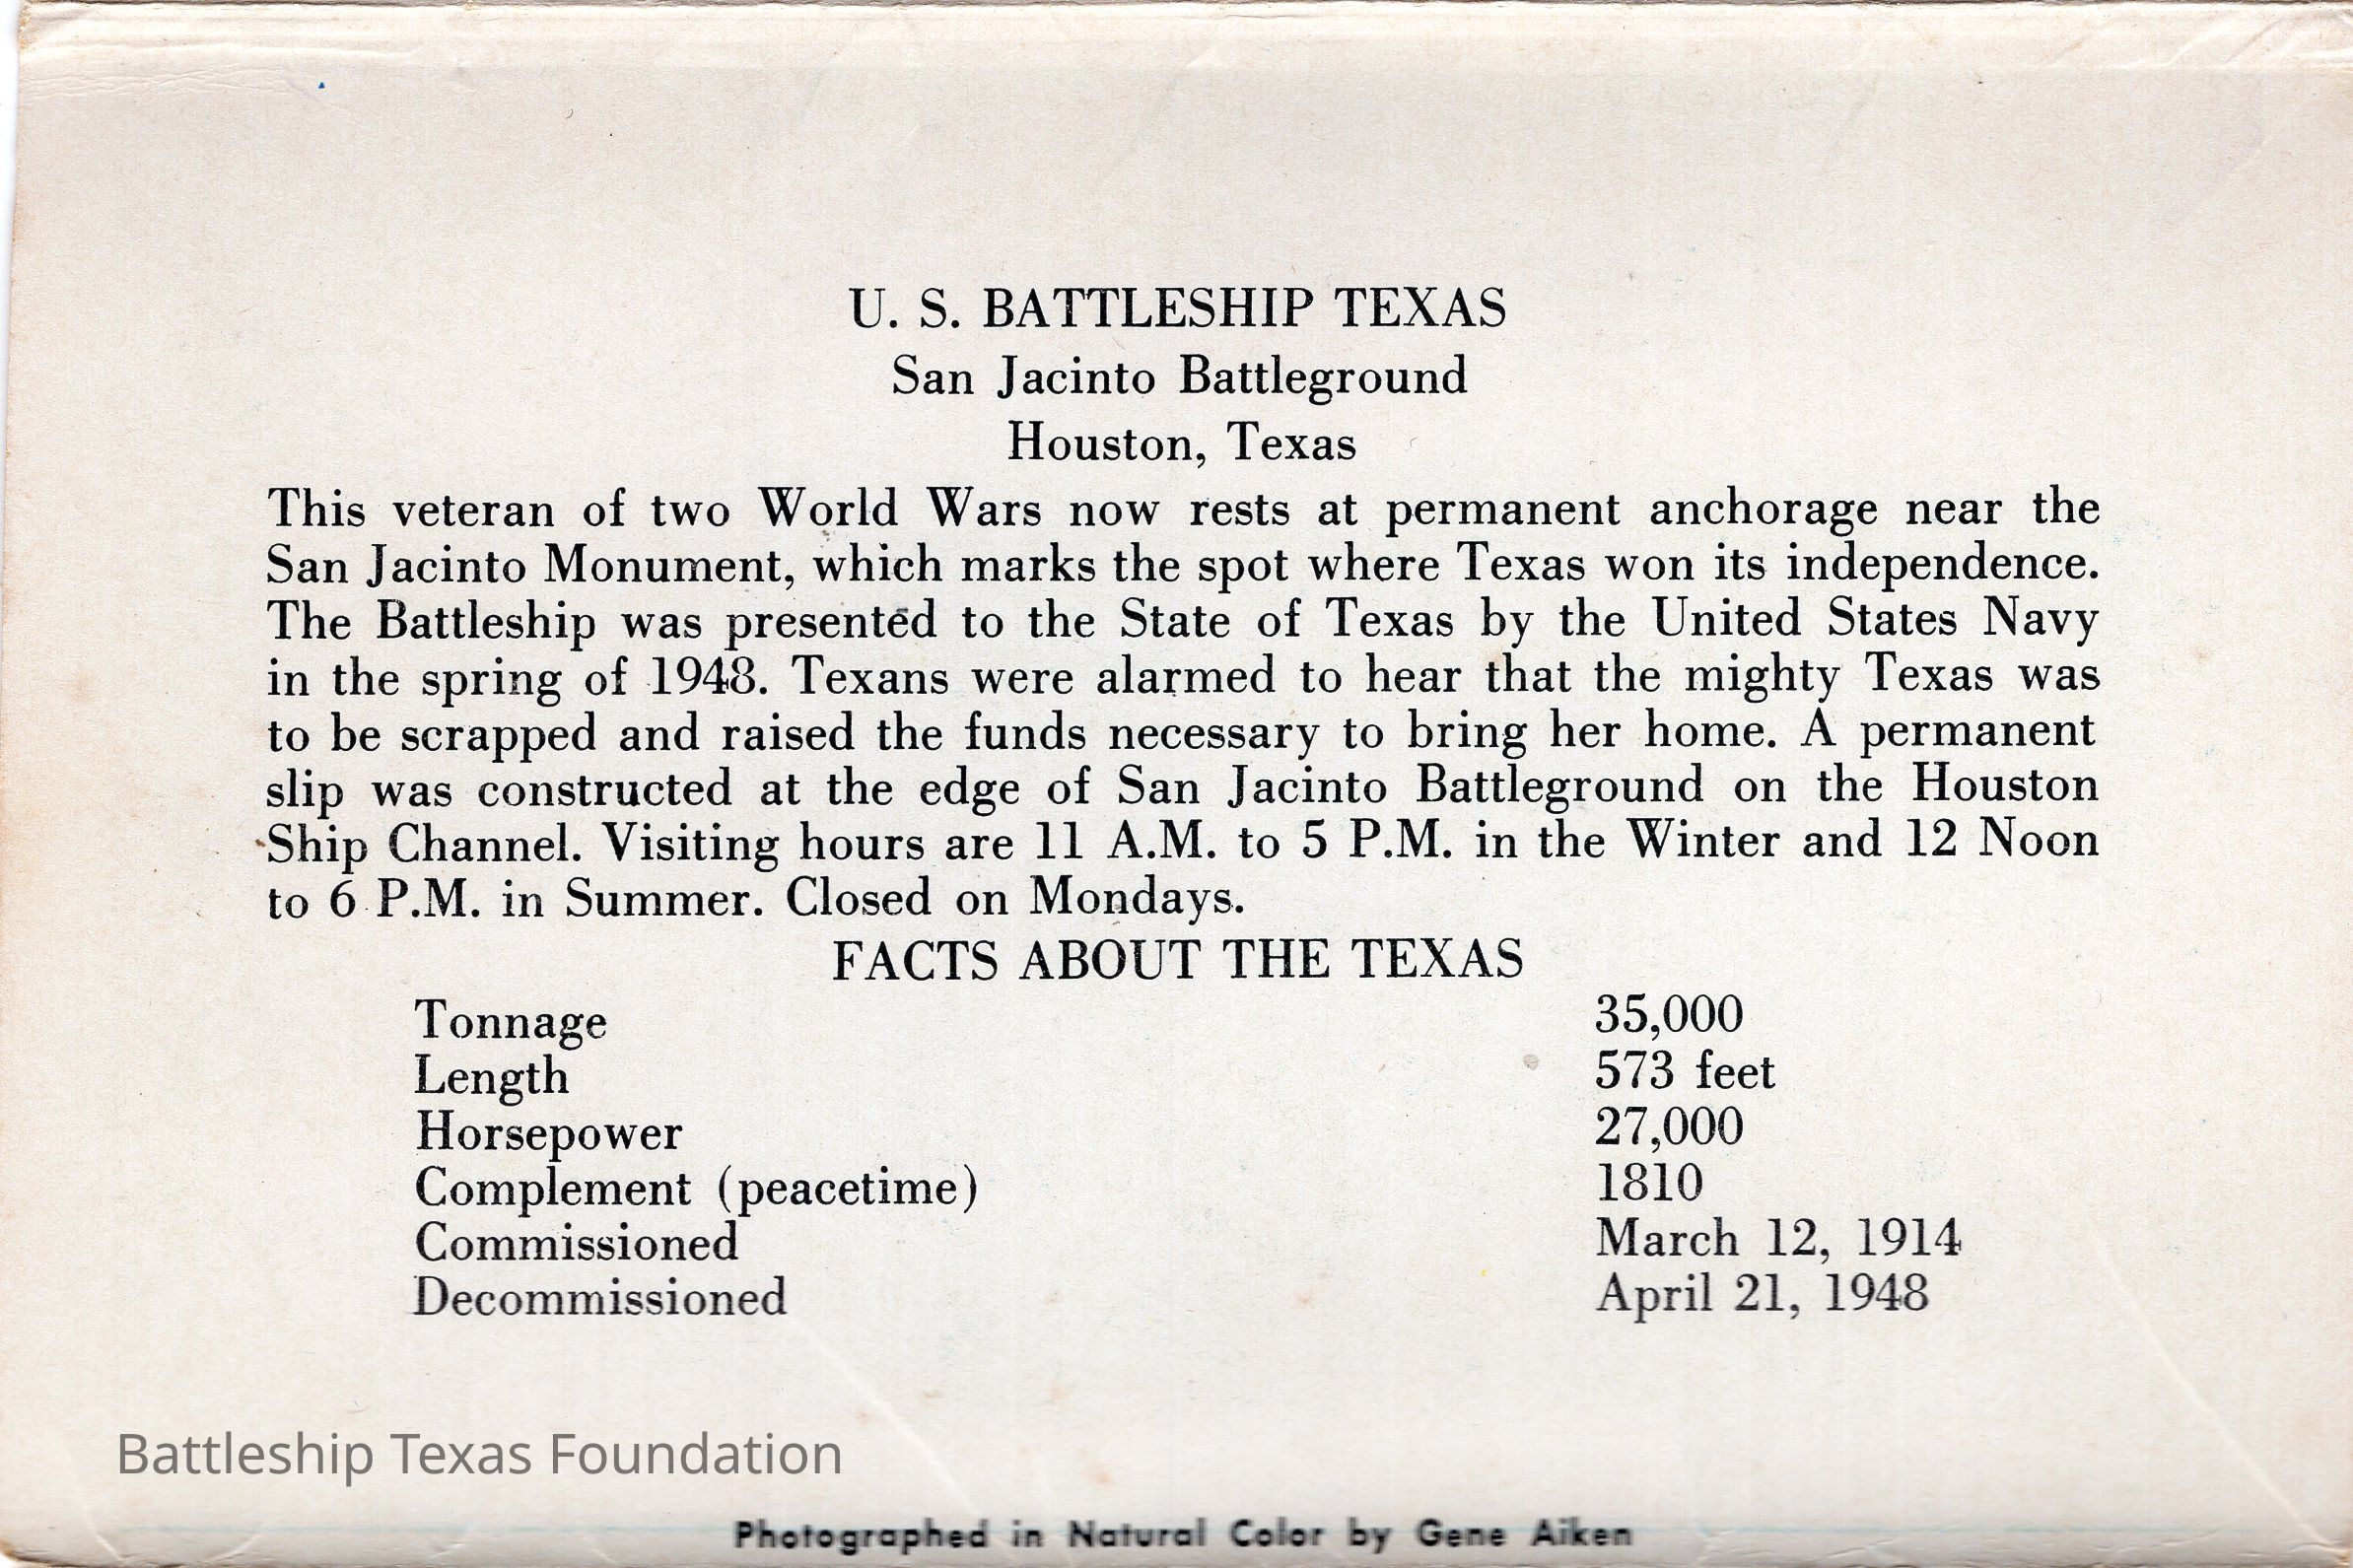 U. S. BATTLESHIP TEXAS
San Jacinto Battleground
Houston, Texas
This veteran of two World Wars now rests at permanent anchorage near the
San Jacinto Monument, which marks the spot where Texas won its independence.
The Battleship was presented to the State of Texas by the United States Navy
in the spring of 1948. Texans were alarmed to hear that the mighty Texas was
to be scrapped and raised the funds necessary to bring her home. A permanent
slip was constructed at the edge of San Jacinto Battleground on the Houston
Ship Channel. Visiting hours are 11 A.M. to 5 P.M. in the Winter and 12 Noon
to 6 P.M. in Summer. Closed on Mondays.
FACTS ABOUT THE TEXAS
Tonnage 35,000
Length 573 feet
Horsepower 27,000
Complement (peacetime) 1810
Commissioned March 12, 1914
Decommissioned April 21, 1948
Battleship Texas Foundation
Photographed in Natural Color by Gene Aiken